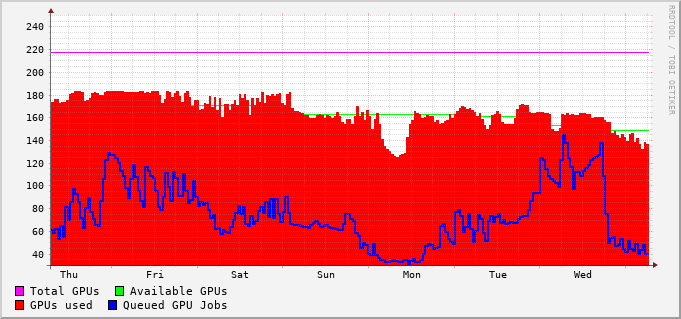 240
220
200
180
160
140
120
100
80
60
40
Thu Fri Sat Sun Mon Tue Wed
Total GPUs Available GPUs
GPUs used Queued GPU Jobs
RRDTOOL / TOBI OETIKER